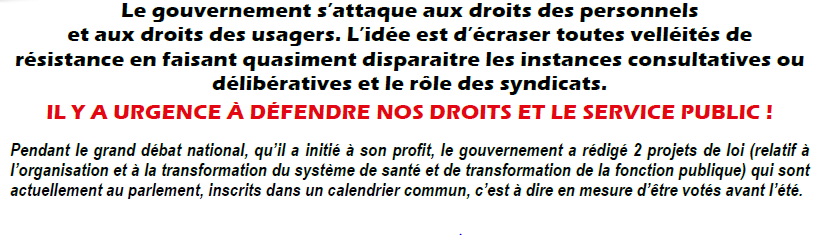 Le gouvernement s’attaque aux droits des personnels
et aux droits des usagers. L’idée est d’écraser toutes velléités de
résistance en faisant quasiment disparaitre les instances consultatives ou
délibératives et le rôle des syndicats.
IL Y A URGENCE À DÉFENDRE NOS DROITS ET LE SERVICE PUBLIC !
Pendant le grand débat national, qu’il a initié à son profit, le gouvernement a rédigé 2 projets de loi (relatif à
l’organisation et à la transformation du système de santé et de transformation de la fonction publique) qui sont
actuellement au parlement, inscrits dans un calendrier commun, c’est à dire en mesure d’être votés avant l’été.